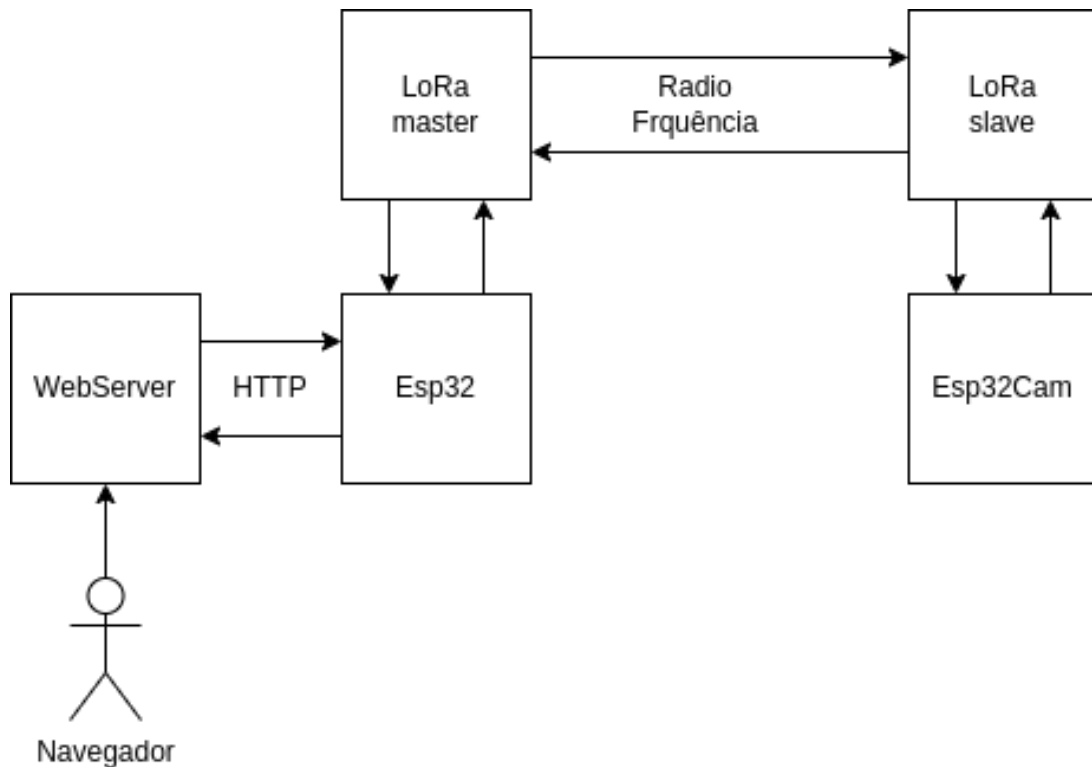 LoRa
master
Radio
Frquência
LoRa
slave
WebServer
HTTP
Esp32
Esp32Cam
Navegador